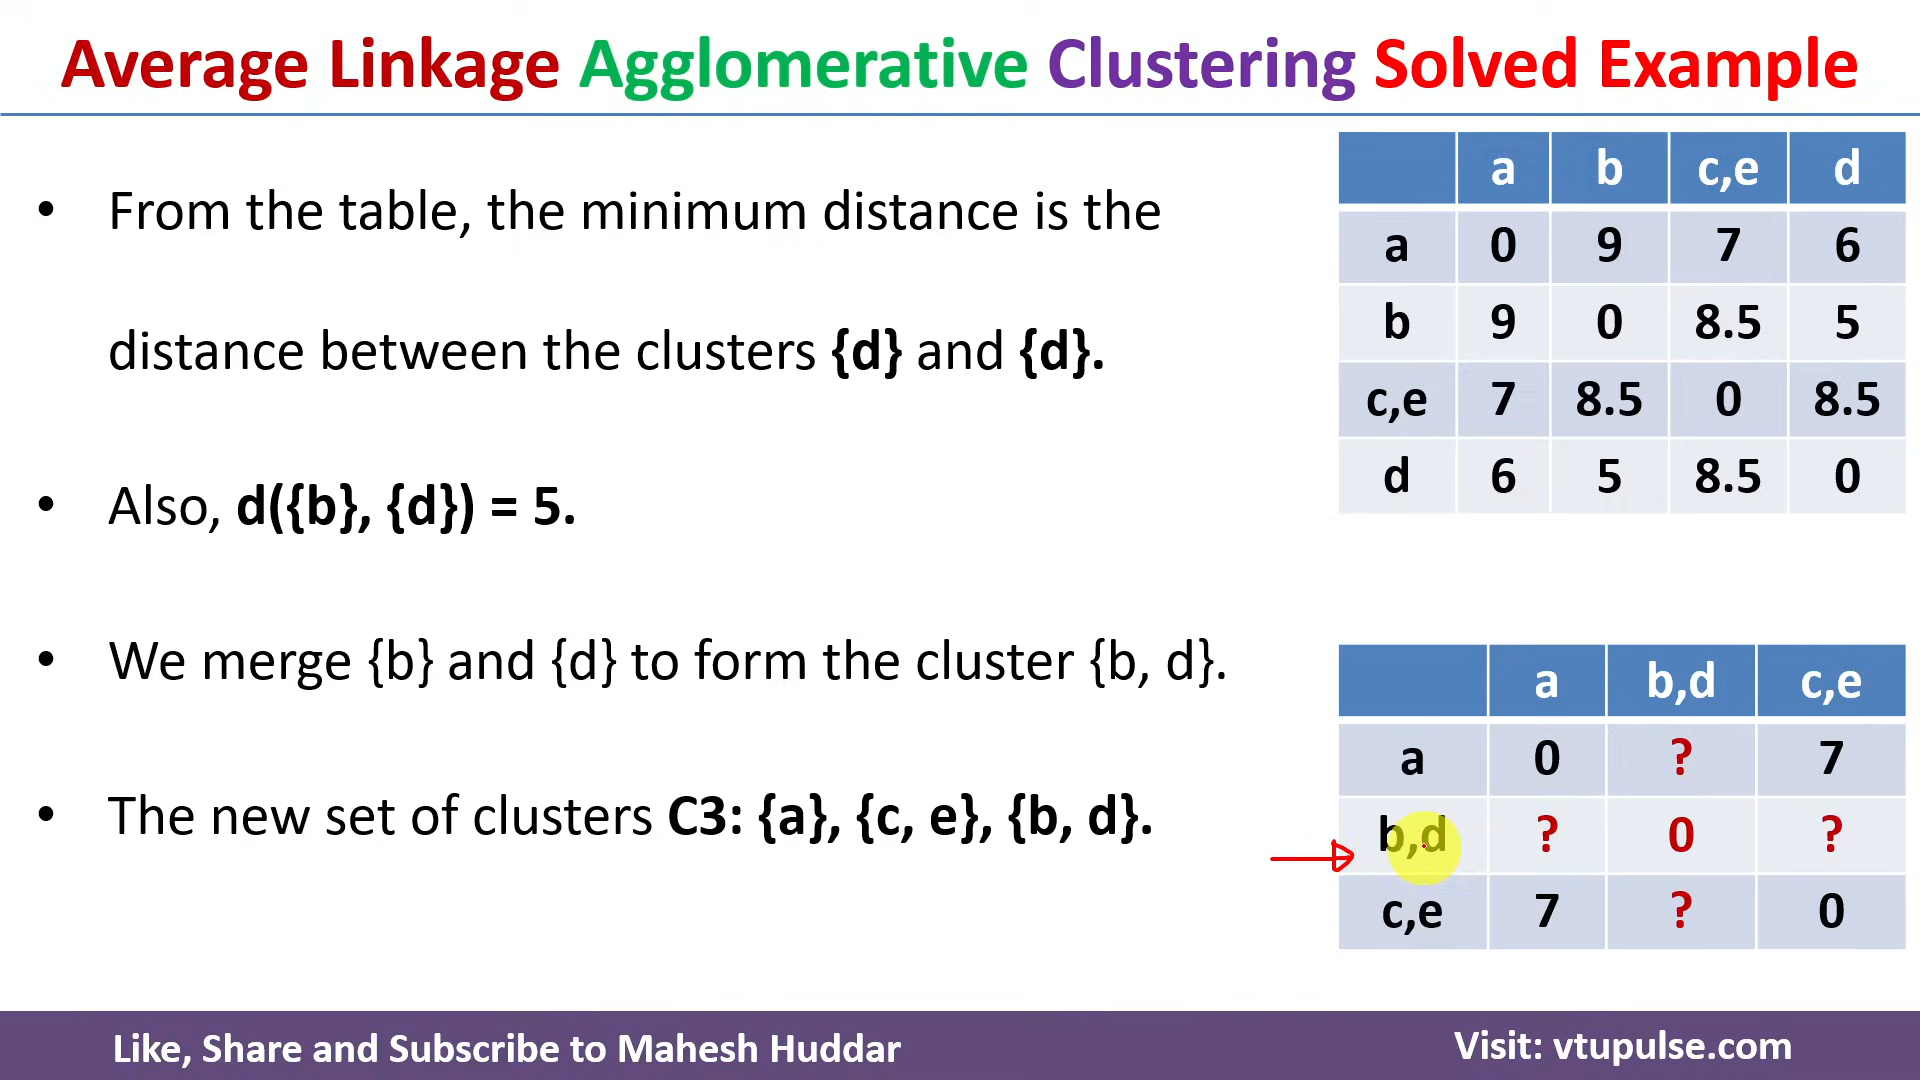 Average Linkage Agglomerative Clustering Solved Example
• From the table, the minimum distance is the
distance between the clusters {d} and {d}.
• Also, d({b}, {d}) = 5.
• We merge {b} and {d} to form the cluster {b, d}.
• The new set of clusters C3: {a}, {c, e}, {b, d}.
a b c,e d
a 0 9 7 6
b 9 0 8.5 5
c,e 7 8.5 0 8.5
d 6 5 8.5 0
a b,d c,e
a 0 ? 7
b,d ? 0 ?
c,e 7 ? 0
Like, Share and Subscribe to Mahesh Huddar
Visit: vtupulse.com